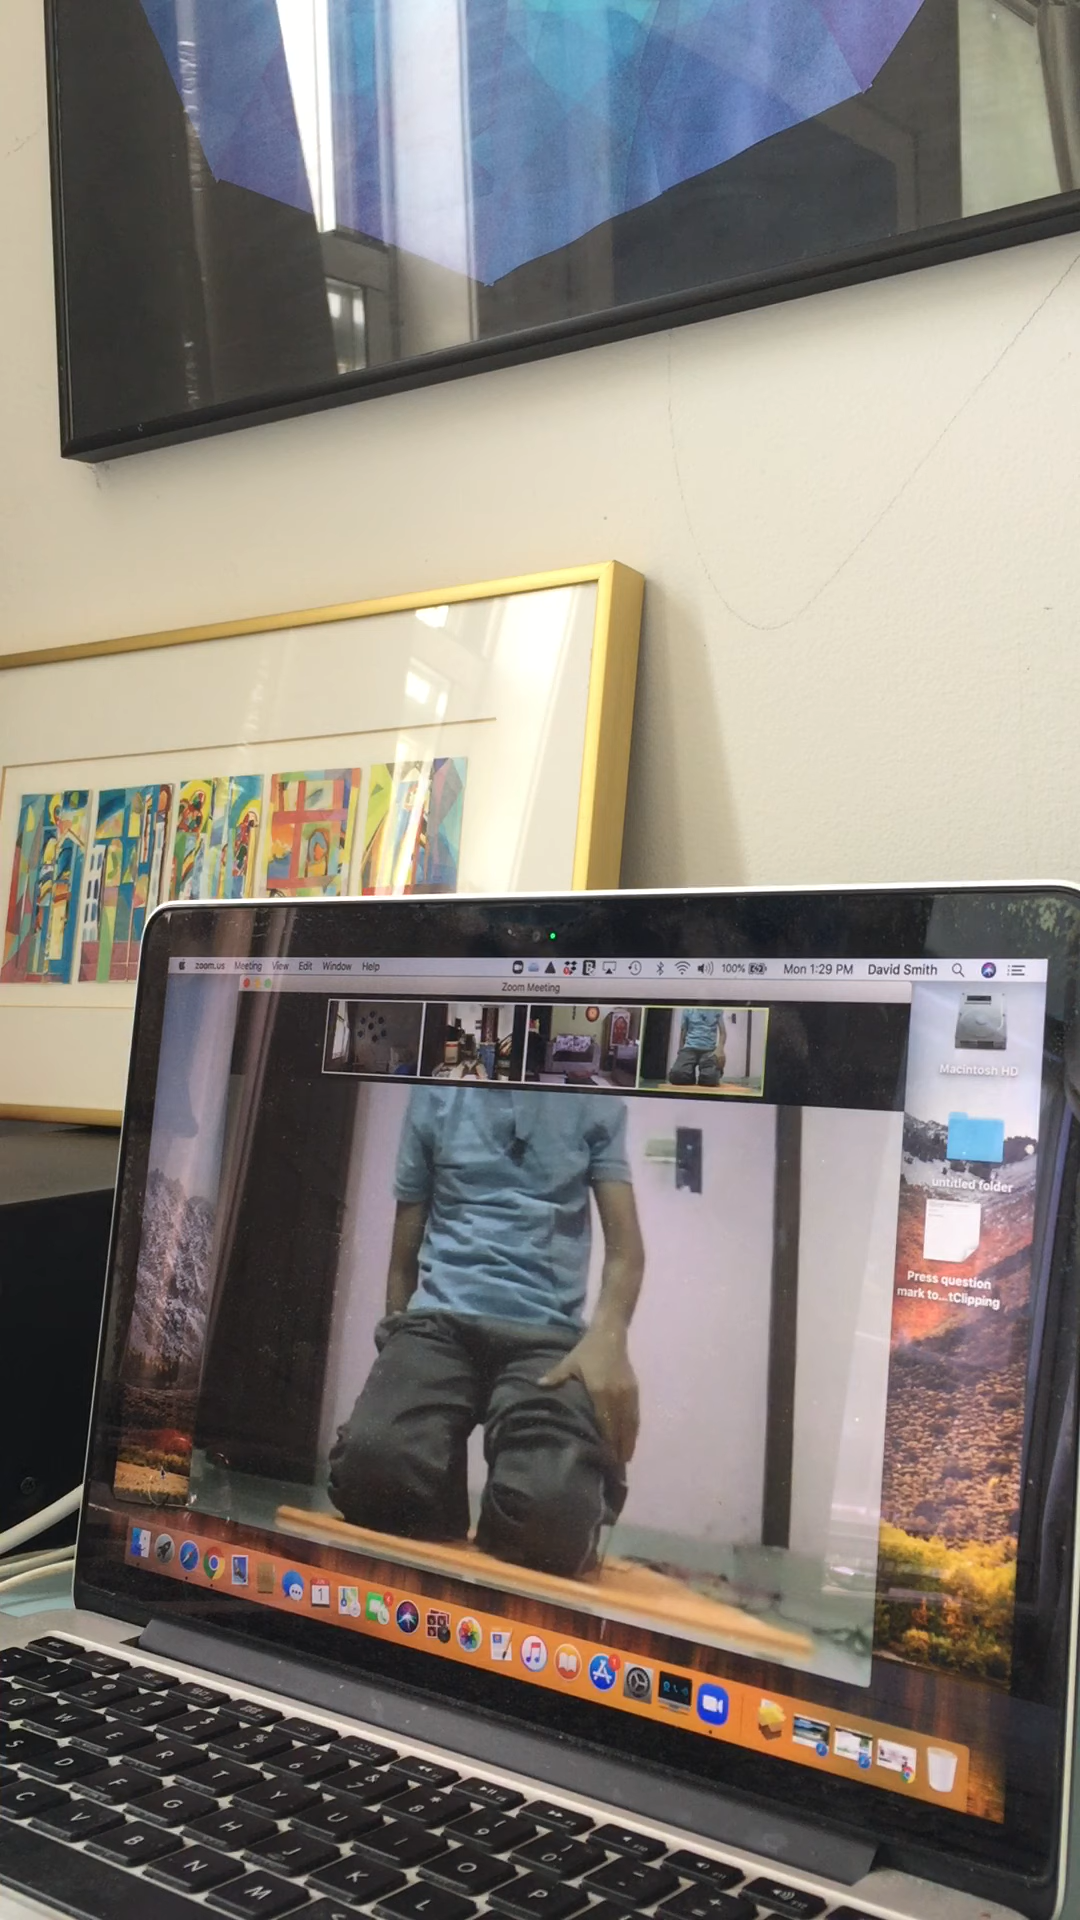 zoom.us Meeting View Edit Window Help 100% Mon 1:29 PM David Smith
Zoom Meeting
Macintosh HD
untitled folder
Press question
mark to...tClipping
1
Q W E R T Y U I O P
S D F G H J K L
C V B N M